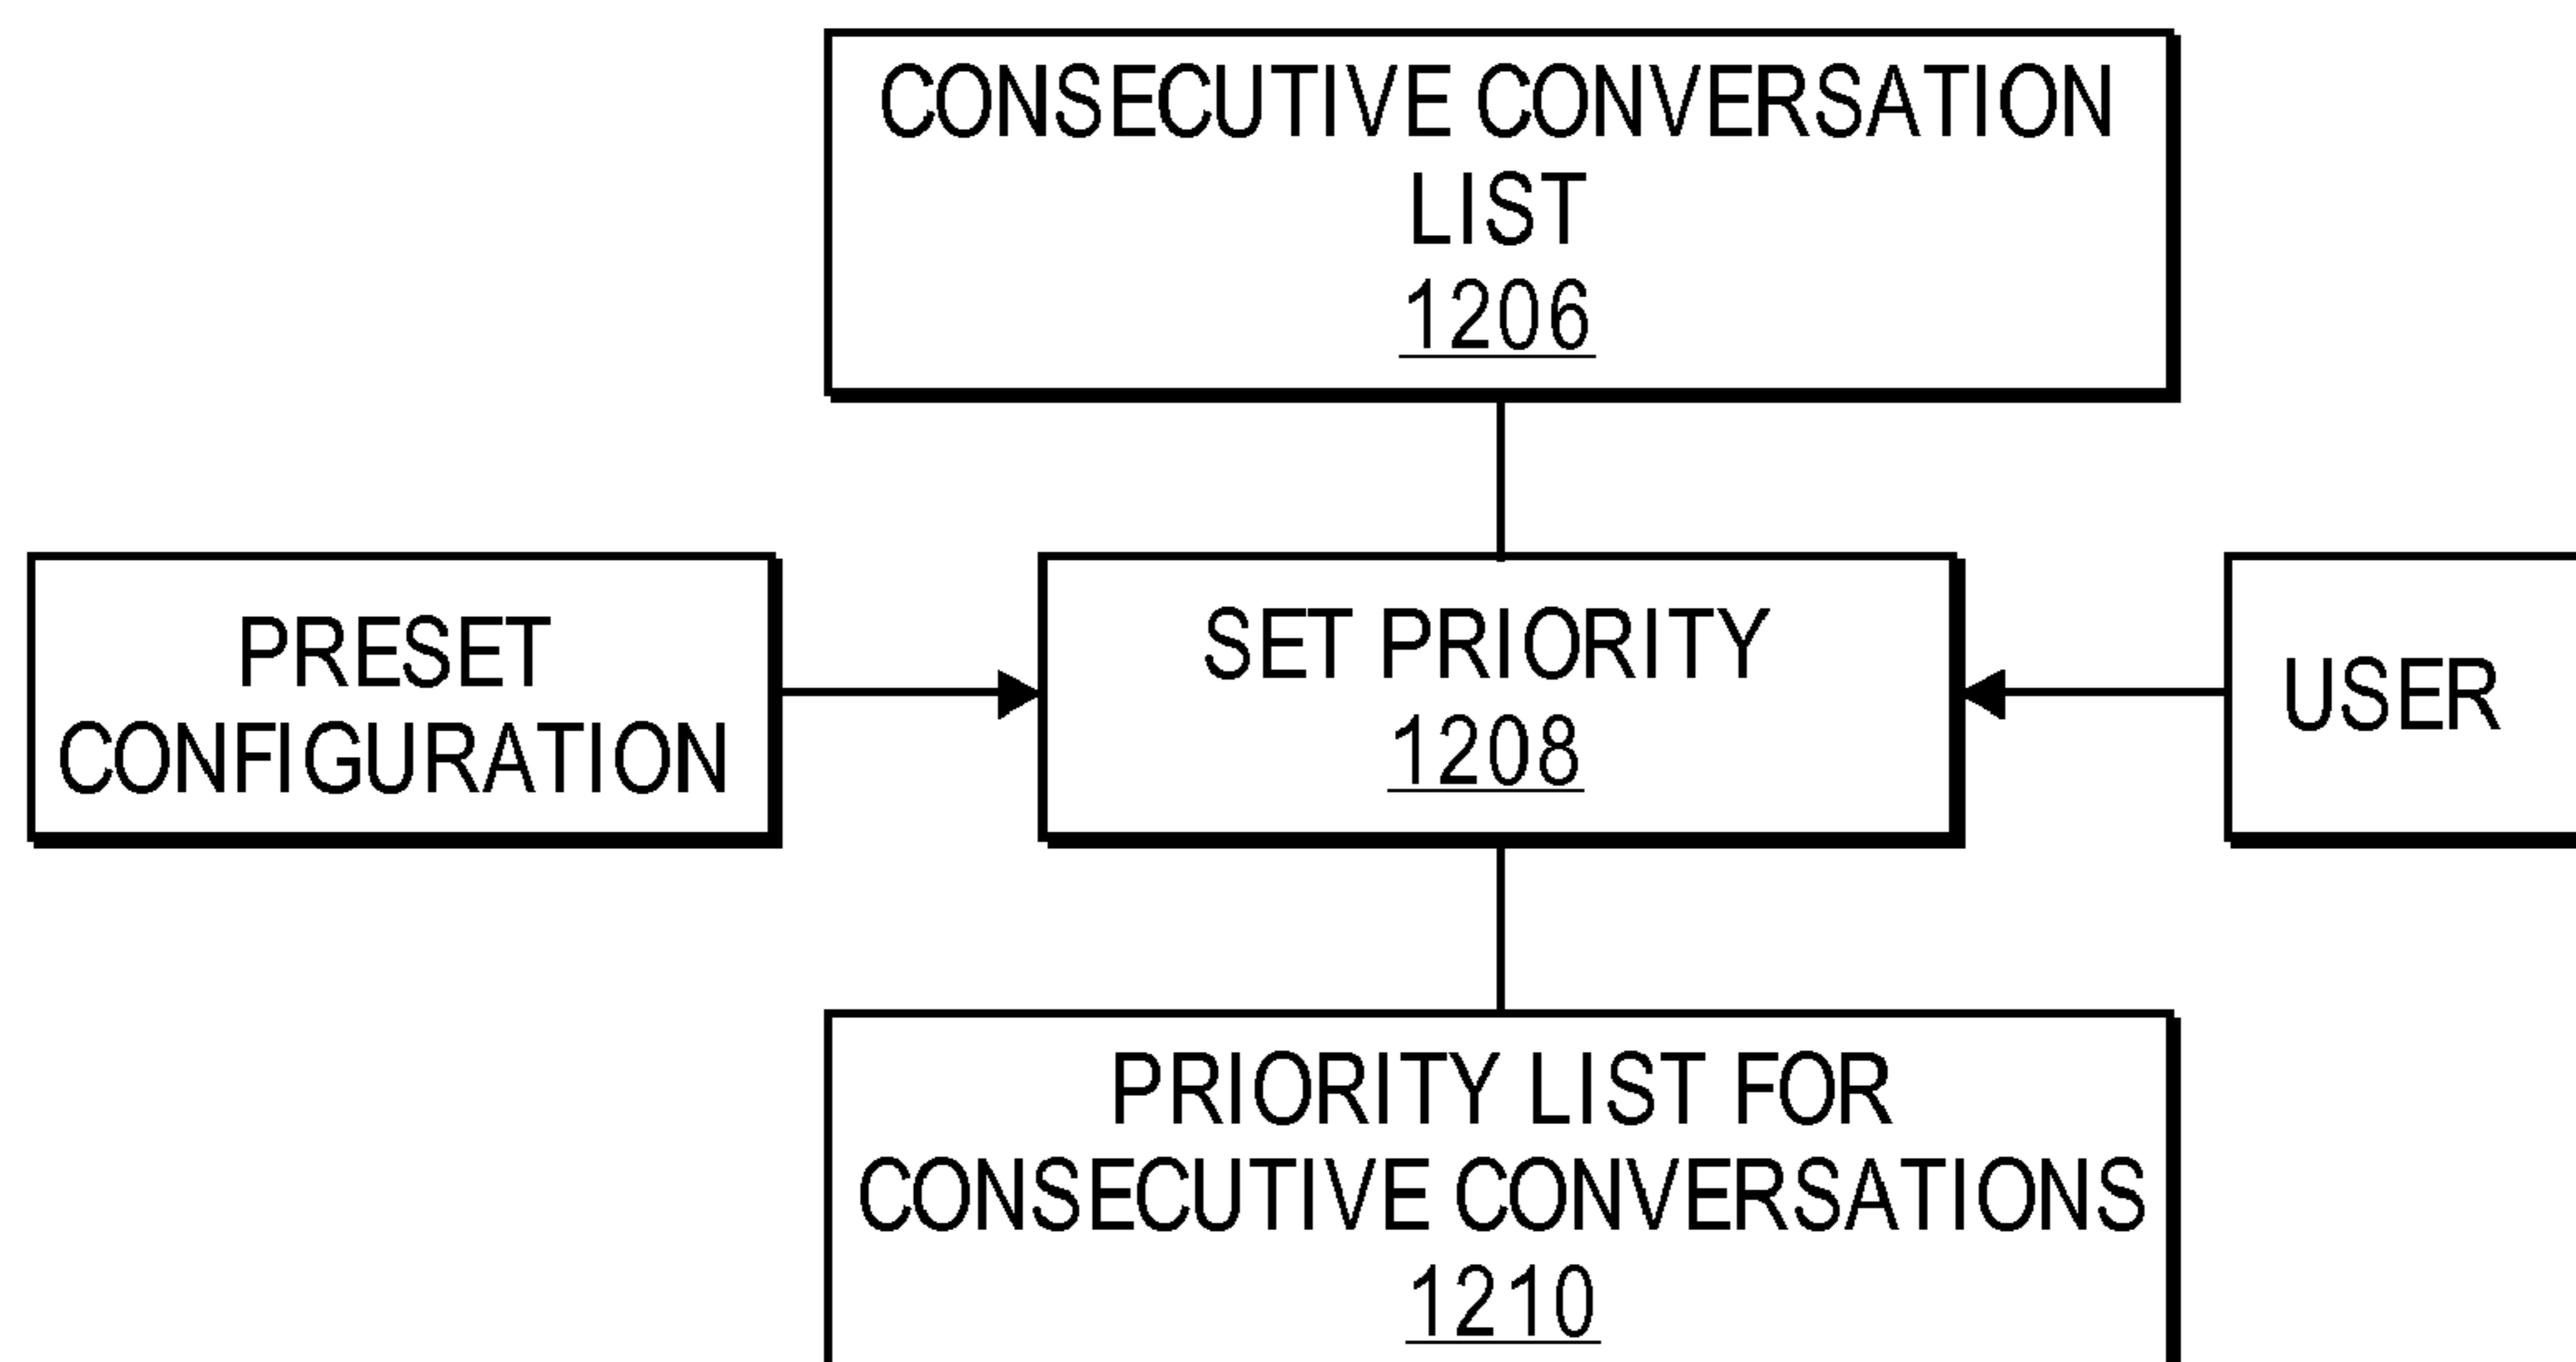 CONSECUTIVE CONVERSATION
LIST
1206
PRESET
CONFIGURATION
SET PRIORITY
1208
USER
PRIORITY LIST FOR
CONSECUTIVE CONVERSATIONS
1210